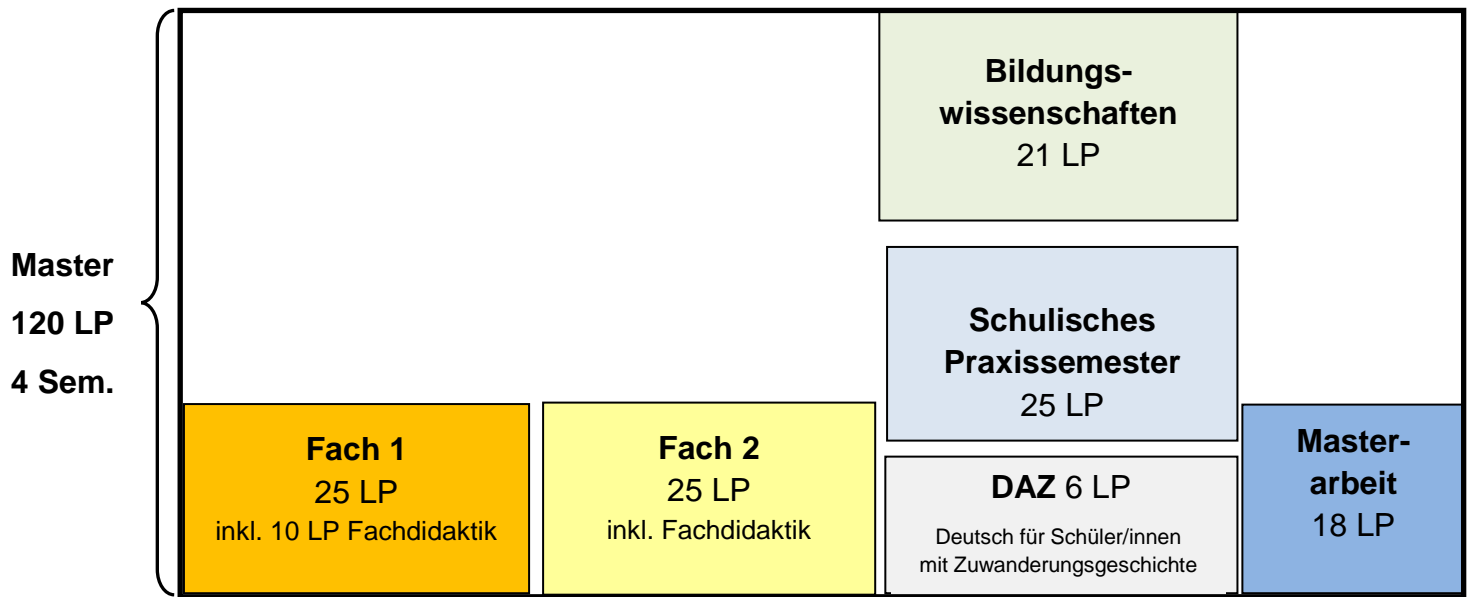 Master
120 LP
4 Sem.
Bildungs-
wissenschaften
21 LP
Schulisches
Praxissemester
25 LP
Fach 1
25 LP
inkl. 10 LP Fachdidaktik
Fach 2
25 LP
inkl. Fachdidaktik
DAZ 6 LP
Deutsch für Schüler/innen
mit Zuwanderungsgeschichte
Master-
arbeit
18 LP